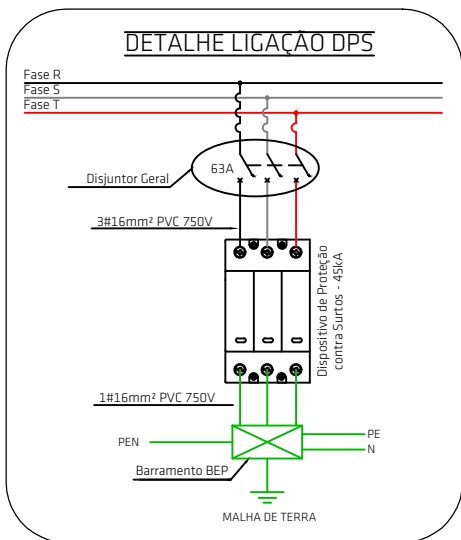 DETALHE LIGAÇÃO DPS
Fase R
Fase S
Fase T
63A
Disjuntor Geral
3#16mm² PVC 750V
Dispositivo de Proteção
contra Surtos - 45kA
1#16mm² PVC 750V
PEN
PE
N
Barramento BEP
MALHA DE TERRA